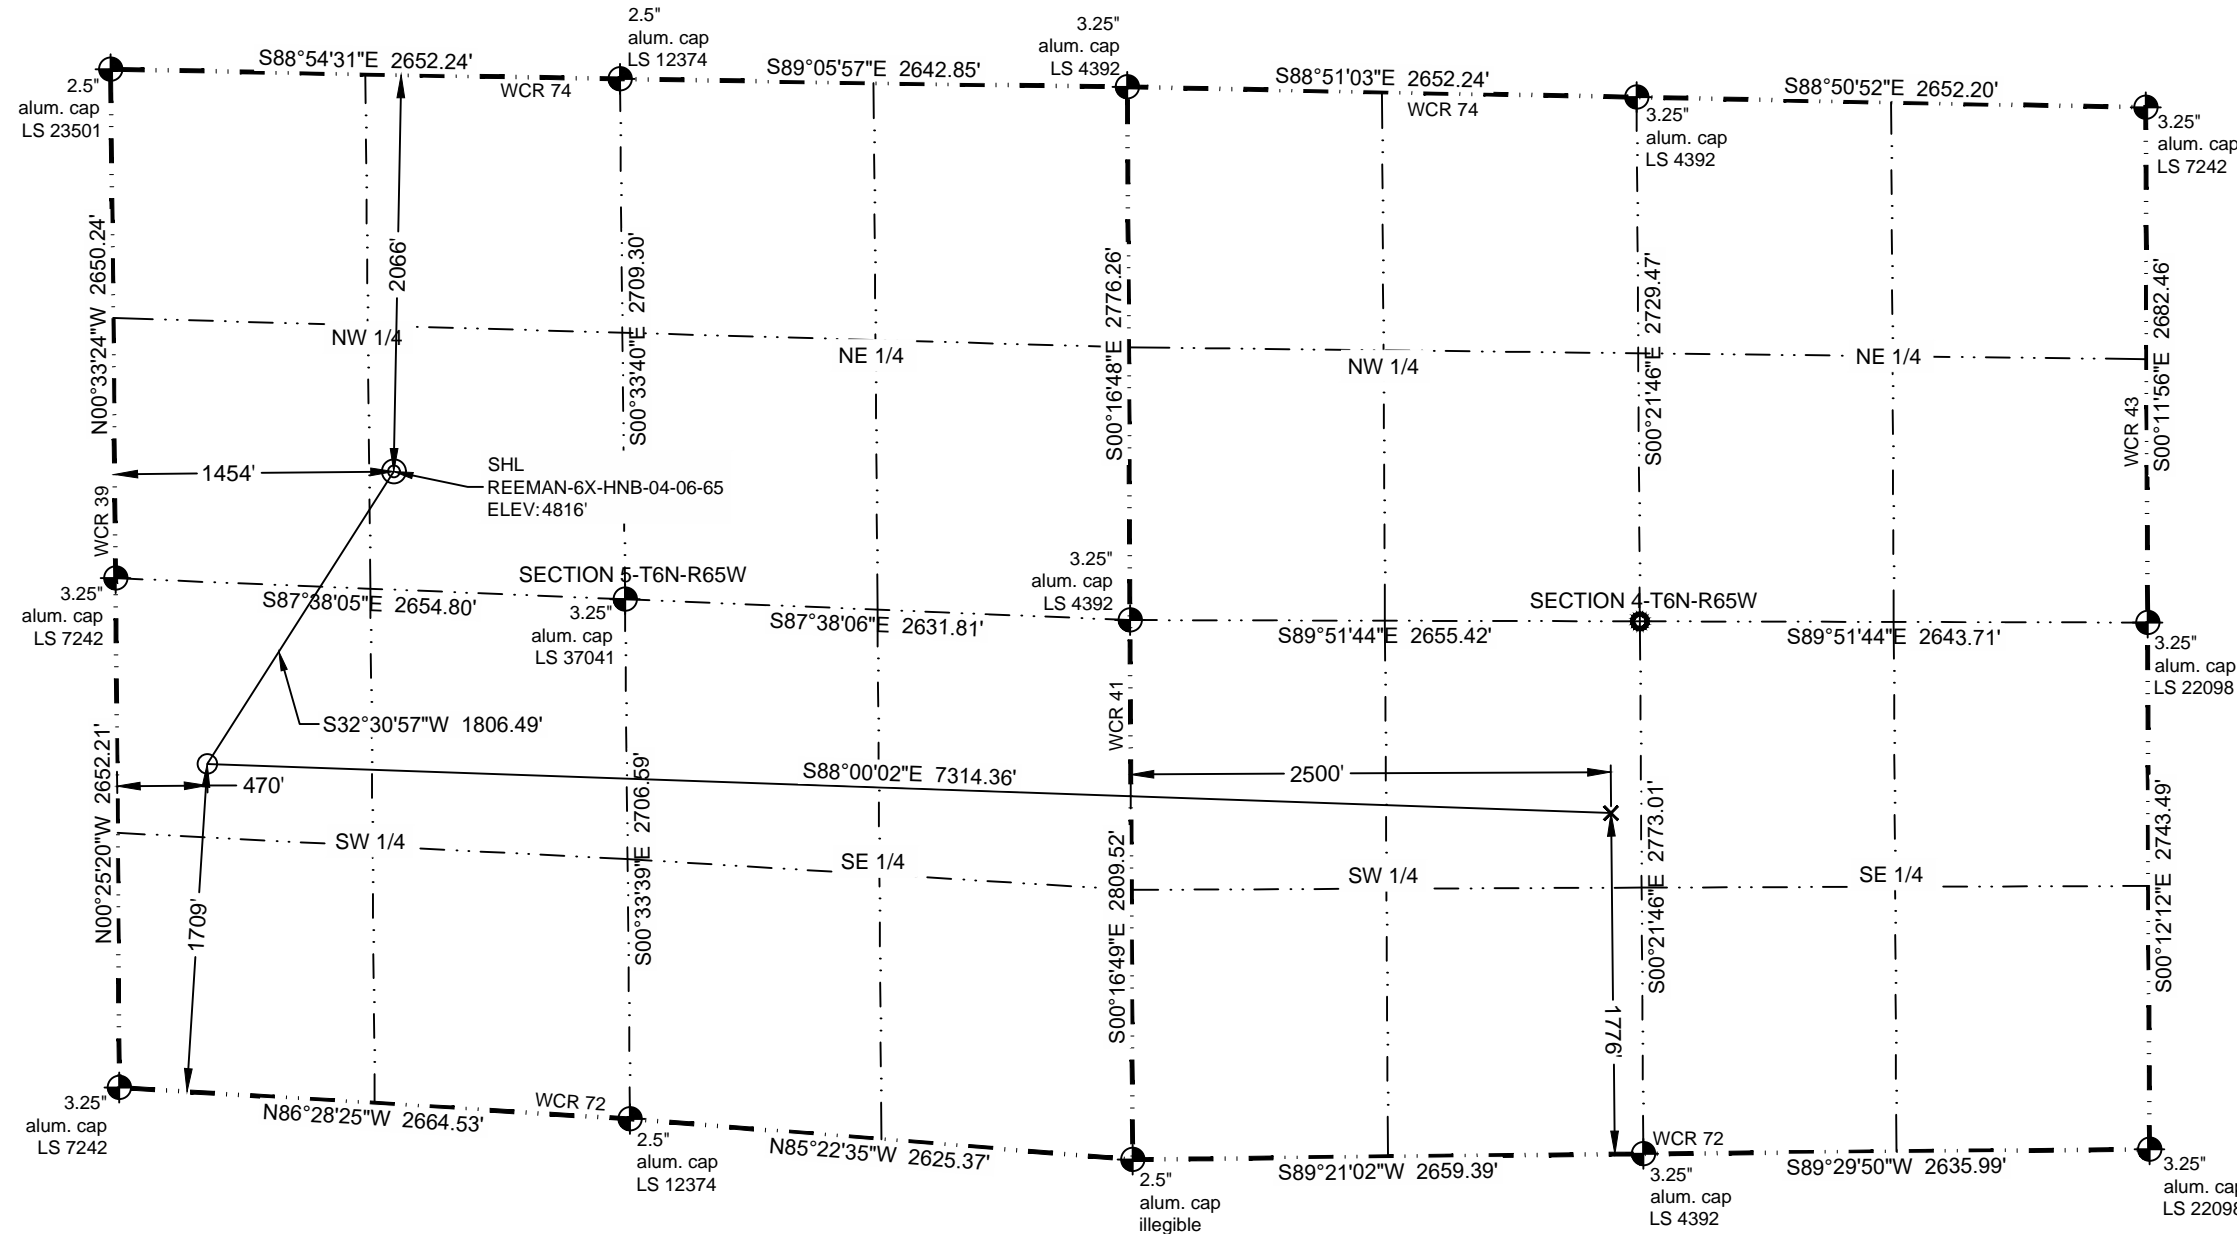 2.5"
alum. cap
LS 12374
3.25"
alum. cap
LS 4392
S88°54'31"E 2652.24'
S89°05'57"E 2642.85'
S88°51'03"E 2652.24'
S88°50'52"E 2652.20'
WCR 74
WCR 74
2.5"
alum. cap
LS 23501
3.25"
alum. cap
LS 4392
3.25"
alum. cap
LS 7242
N00°33'24"W 2650.24'
2066'
S00°33'40"E 2709.30'
S00°16'48"E 2776.26'
S00°21'46"E 2729.47'
S00°11'56"E 2682.46'
NW 1/4
NE 1/4
NW 1/4
NE 1/4
WCR 43
1454'
SHL
REEMAN-6X-HNB-04-06-65
ELEV:4816'
WCR 39
SECTION 5-T6N-R65W
3.25"
alum. cap
LS 4392
SECTION 4-T6N-R65W
3.25"
alum. cap
LS 7242
S87°38'05"E 2654.80'
3.25"
alum. cap
LS 37041
S87°38'06"E 2631.81'
S89°51'44"E 2655.42'
S89°51'44"E 2643.71'
3.25"
alum. cap
LS 22098
WCR 41
S32°30'57"W 1806.49'
N00°25'20"W 2652.21'
470'
S88°00'02"E 7314.36'
2500'
S00°33'39"E 2706.59'
S00°16'49"E 2809.52'
S00°21'46"E 2773.01'
S00°12'12"E 2743.49'
SW 1/4
SE 1/4
SW 1/4
SE 1/4
1709'
1776'
3.25"
alum. cap
LS 7242
N86°28'25"W 2664.53'
WCR 72
2.5"
alum. cap
LS 12374
N85°22'35"W 2625.37'
2.5"
alum. cap
illegible
S89°21'02"W 2659.39'
WCR 72
3.25"
alum. cap
LS 4392
S89°29'50"W 2635.99'
3.25"
alum. cap
LS 22098